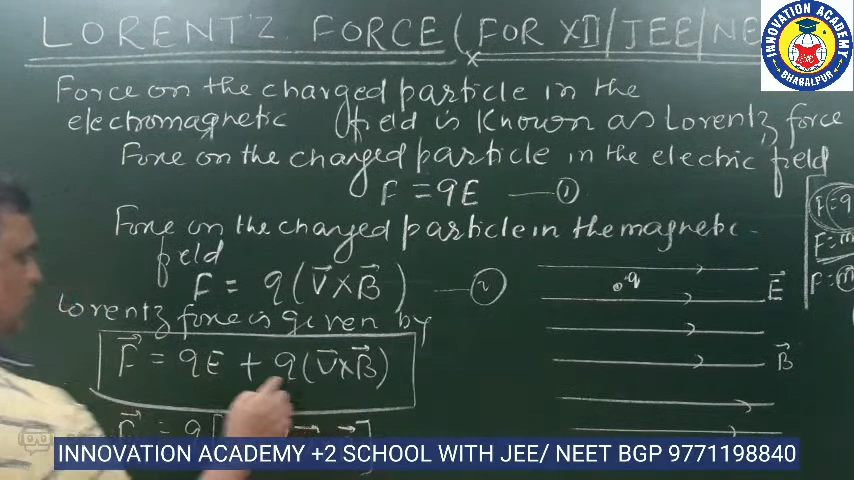 LORENT'Z FORCE (FOR XII/JEE/NE
INNOVATION ACADEMY
BHAGALPUR
Force on the charged particle in the
electromagnetic field is known as Lorentz force
Force on the charged particle in the electric field
F = qE —— ①
Force on the charged particle in the magnetic
field
F = q(V⃗×B⃗) —— ②
Lorentz force is given by
F⃗ = qE + q(V⃗×B⃗)
F⃗ = q[
q
E⃗
B⃗
F=q
F=m
F=m
INNOVATION ACADEMY +2 SCHOOL WITH JEE/ NEET BGP 9771198840